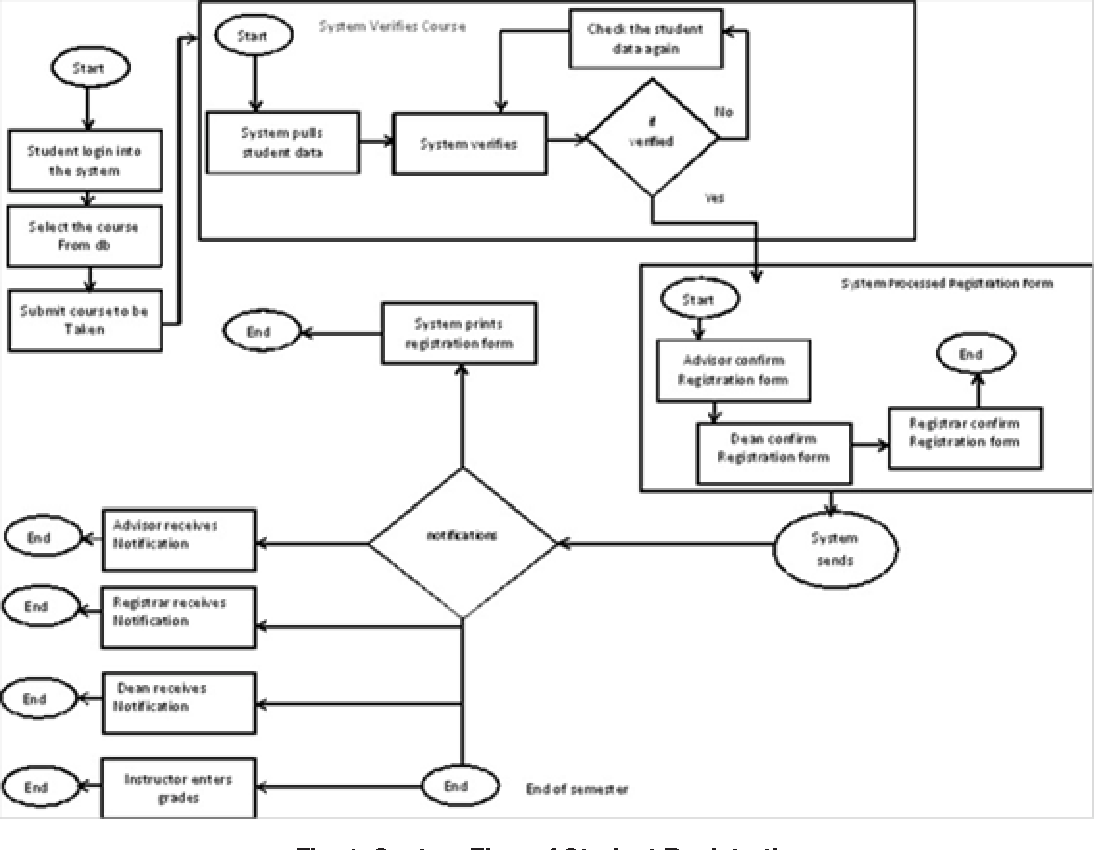 Start
Student login into
the system
Select the course
From db
Submit course to be
Taken
System Verifies Course
Start
System pulls
student data
System verifies
Check the student
data again
if
verified
No
yes
System Processed Registration Form
Start
Advisor confirm
Registration form
Dean confirm
Registration form
Registrar confirm
Registration form
End
System
sends
notifications
System prints
registration form
End
Advisor receives
Notification
End
Registrar receives
Notification
End
Dean receives
Notification
End
Instructor enters
grades
End
End
End of semester